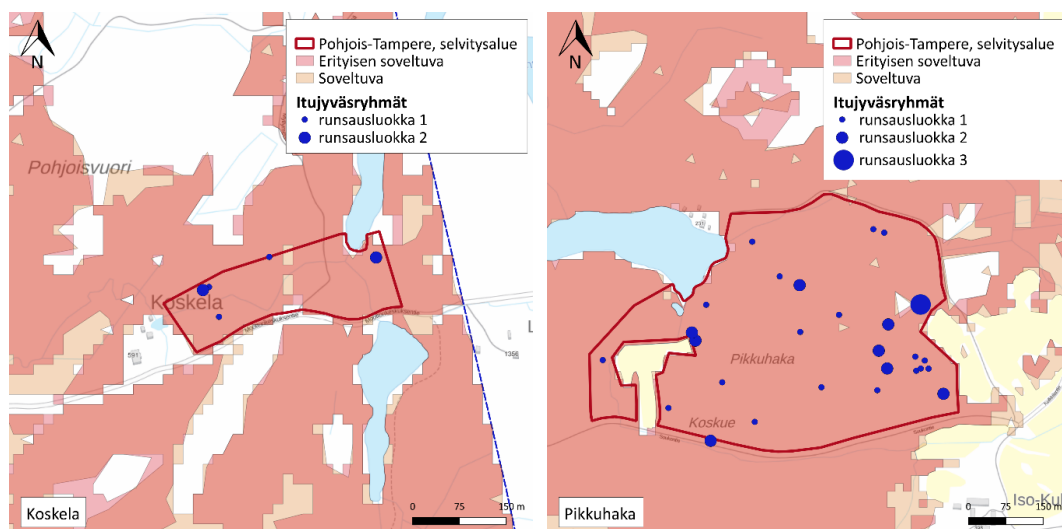 N
Pohjois-Tampere, selvitysalue
Erityisen soveltuva
Soveltuva
Itujyväsryhmät
runsausluokka 1
runsausluokka 2
Pohjoisvuori
Koskela
591
1356
L
0 75 150 m
Koskela
N
Pohjois-Tampere, selvitysalue
Erityisen soveltuva
Soveltuva
Itujyväsryhmät
runsausluokka 1
runsausluokka 2
runsausluokka 3
Pikkuhaka
Koskue
Iso-Kul
0 75 150 m
Pikkuhaka